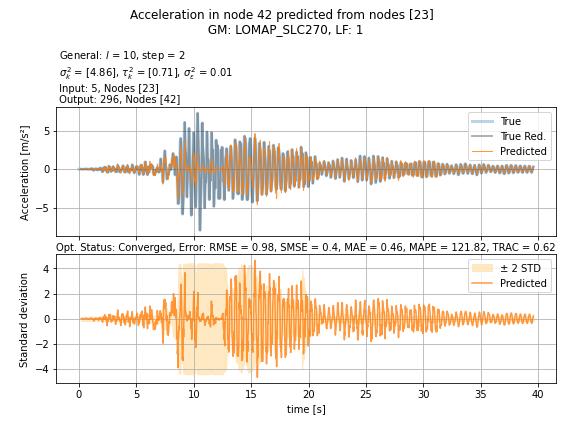 Acceleration in node 42 predicted from nodes [23]
GM: LOMAP_SLC270, LF: 1
General: l = 10, step = 2
σ²ₖ = [4.86], τ²ₖ = [0.71], σ²ₛ = 0.01
Input: 5, Nodes [23]
Output: 296, Nodes [42]
Acceleration [m/s²]
5
0
−5
True
True Red.
Predicted
Opt. Status: Converged, Error: RMSE = 0.98, SMSE = 0.4, MAE = 0.46, MAPE = 121.82, TRAC = 0.62
Standard deviation
4
2
0
−2
−4
± 2 STD
Predicted
0 5 10 15 20 25 30 35 40
time [s]